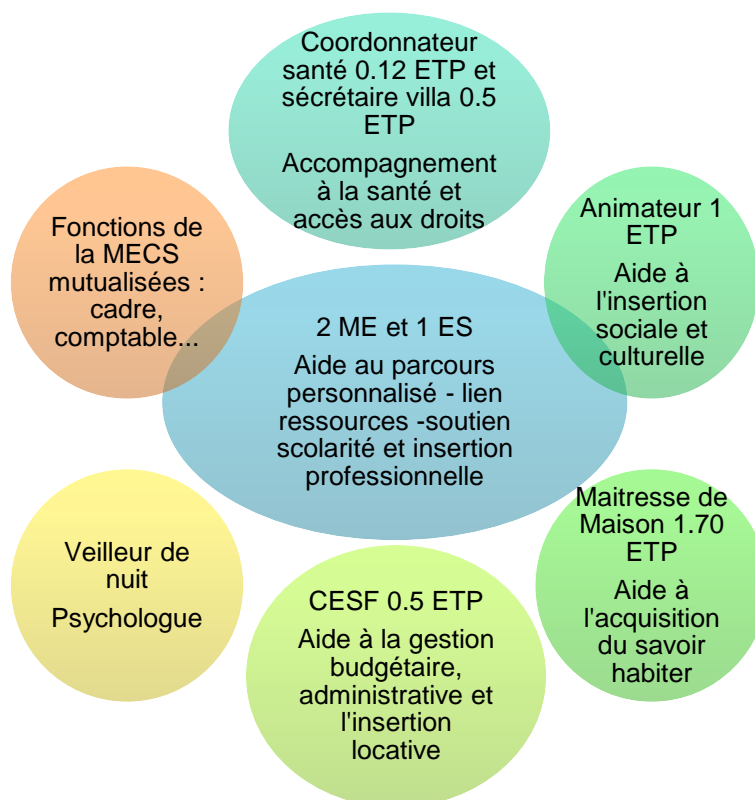 Coordonnateur
santé 0.12 ETP et
sécrétaire villa 0.5
ETP
Accompagnement
à la santé et
accès aux droits
Fonctions de
la MECS
mutualisées :
cadre,
comptable...
Animateur 1
ETP
Aide à
l'insertion
sociale et
culturelle
2 ME et 1 ES
Aide au parcours
personnalisé - lien
ressources -soutien
scolarité et insertion
professionnelle
Veilleur de
nuit
Psychologue
Maitresse de
Maison 1.70
ETP
Aide à
l'acquisition
du savoir
habiter
CESF 0.5 ETP
Aide à la gestion
budgétaire,
administrative et
l'insertion
locative